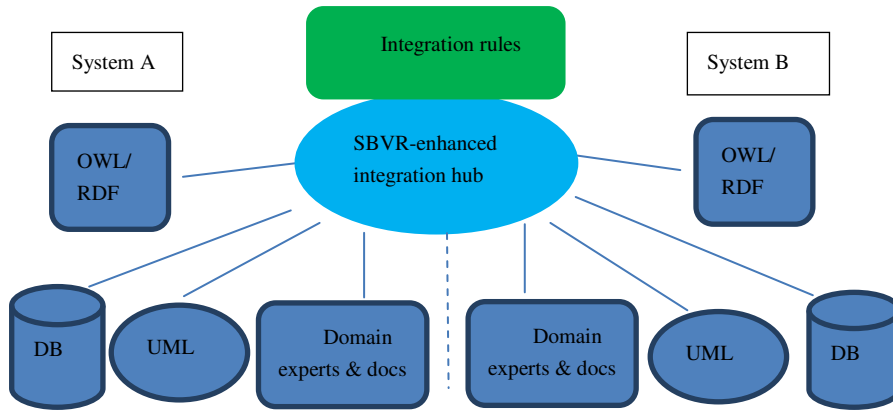 Integration rules
System A
System B
SBVR-enhanced
integration hub
OWL/
RDF
OWL/
RDF
DB
UML
Domain
experts & docs
Domain
experts & docs
UML
DB